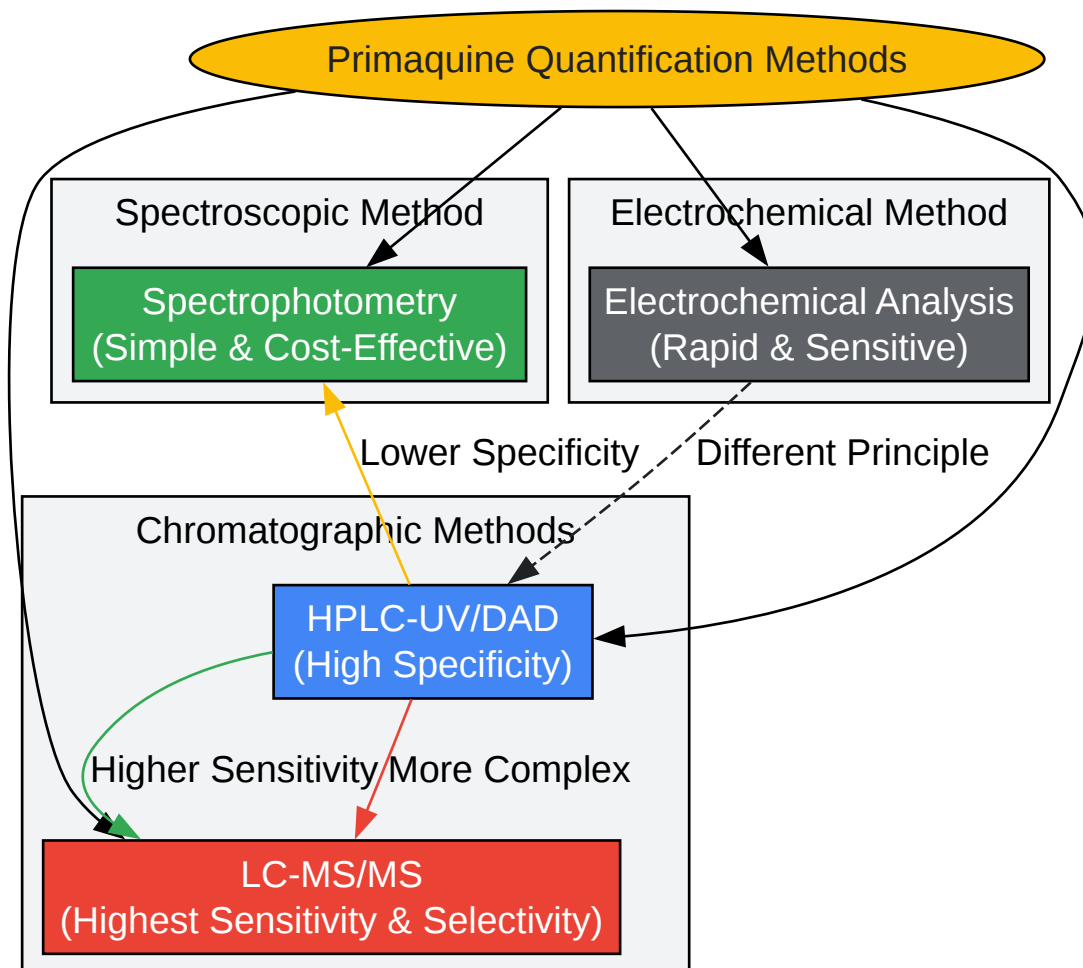 Primaquine Quantification Methods
Spectroscopic Method
Electrochemical Method
Spectrophotometry
(Simple & Cost-Effective)
Electrochemical Analysis
(Rapid & Sensitive)
Lower Specificity
Different Principle
Chromatographic Methods
HPLC-UV/DAD
(High Specificity)
Higher Sensitivity
More Complex
LC-MS/MS
(Highest Sensitivity & Selectivity)